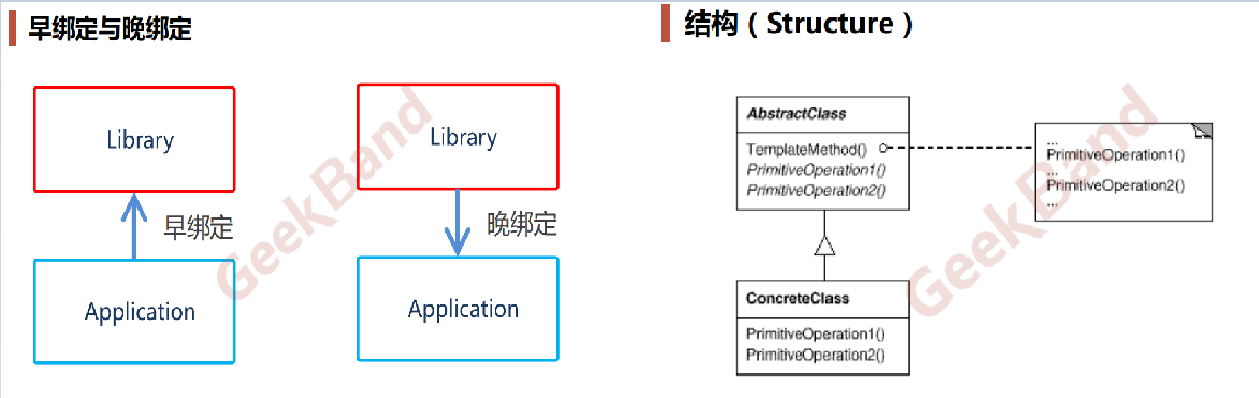 早绑定与晚绑定
Library
早绑定
Application
Library
晚绑定
Application
GeekBand
结构（Structure）
AbstractClass
TemplateMethod()
PrimitiveOperation1()
PrimitiveOperation2()
...
PrimitiveOperation1()
...
PrimitiveOperation2()
...
ConcreteClass
PrimitiveOperation1()
PrimitiveOperation2()
GeekBand